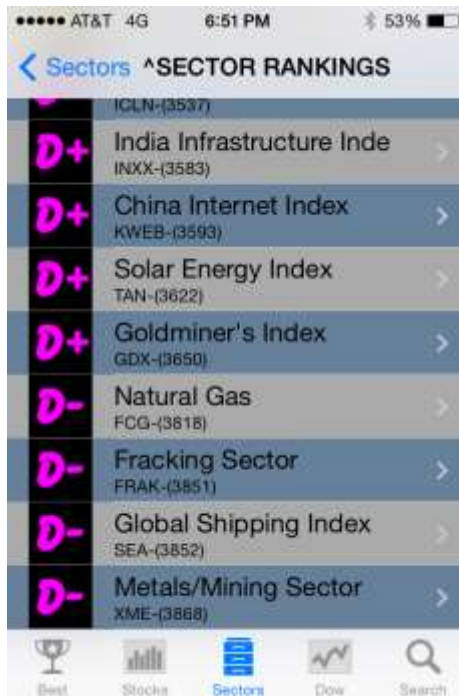 AT&T 4G 6:51 PM 53%
Sectors ^SECTOR RANKINGS
ICLN-(3537)
D+ India Infrastructure Inde
INXX-(3583)
D+ China Internet Index
KWEB-(3593)
D+ Solar Energy Index
TAN-(3622)
D+ Goldminer's Index
GDX-(3650)
D- Natural Gas
FCG-(3818)
D- Fracking Sector
FRAK-(3851)
D- Global Shipping Index
SEA-(3852)
D- Metals/Mining Sector
XME-(3868)
Best Stocks Sectors Dow Search